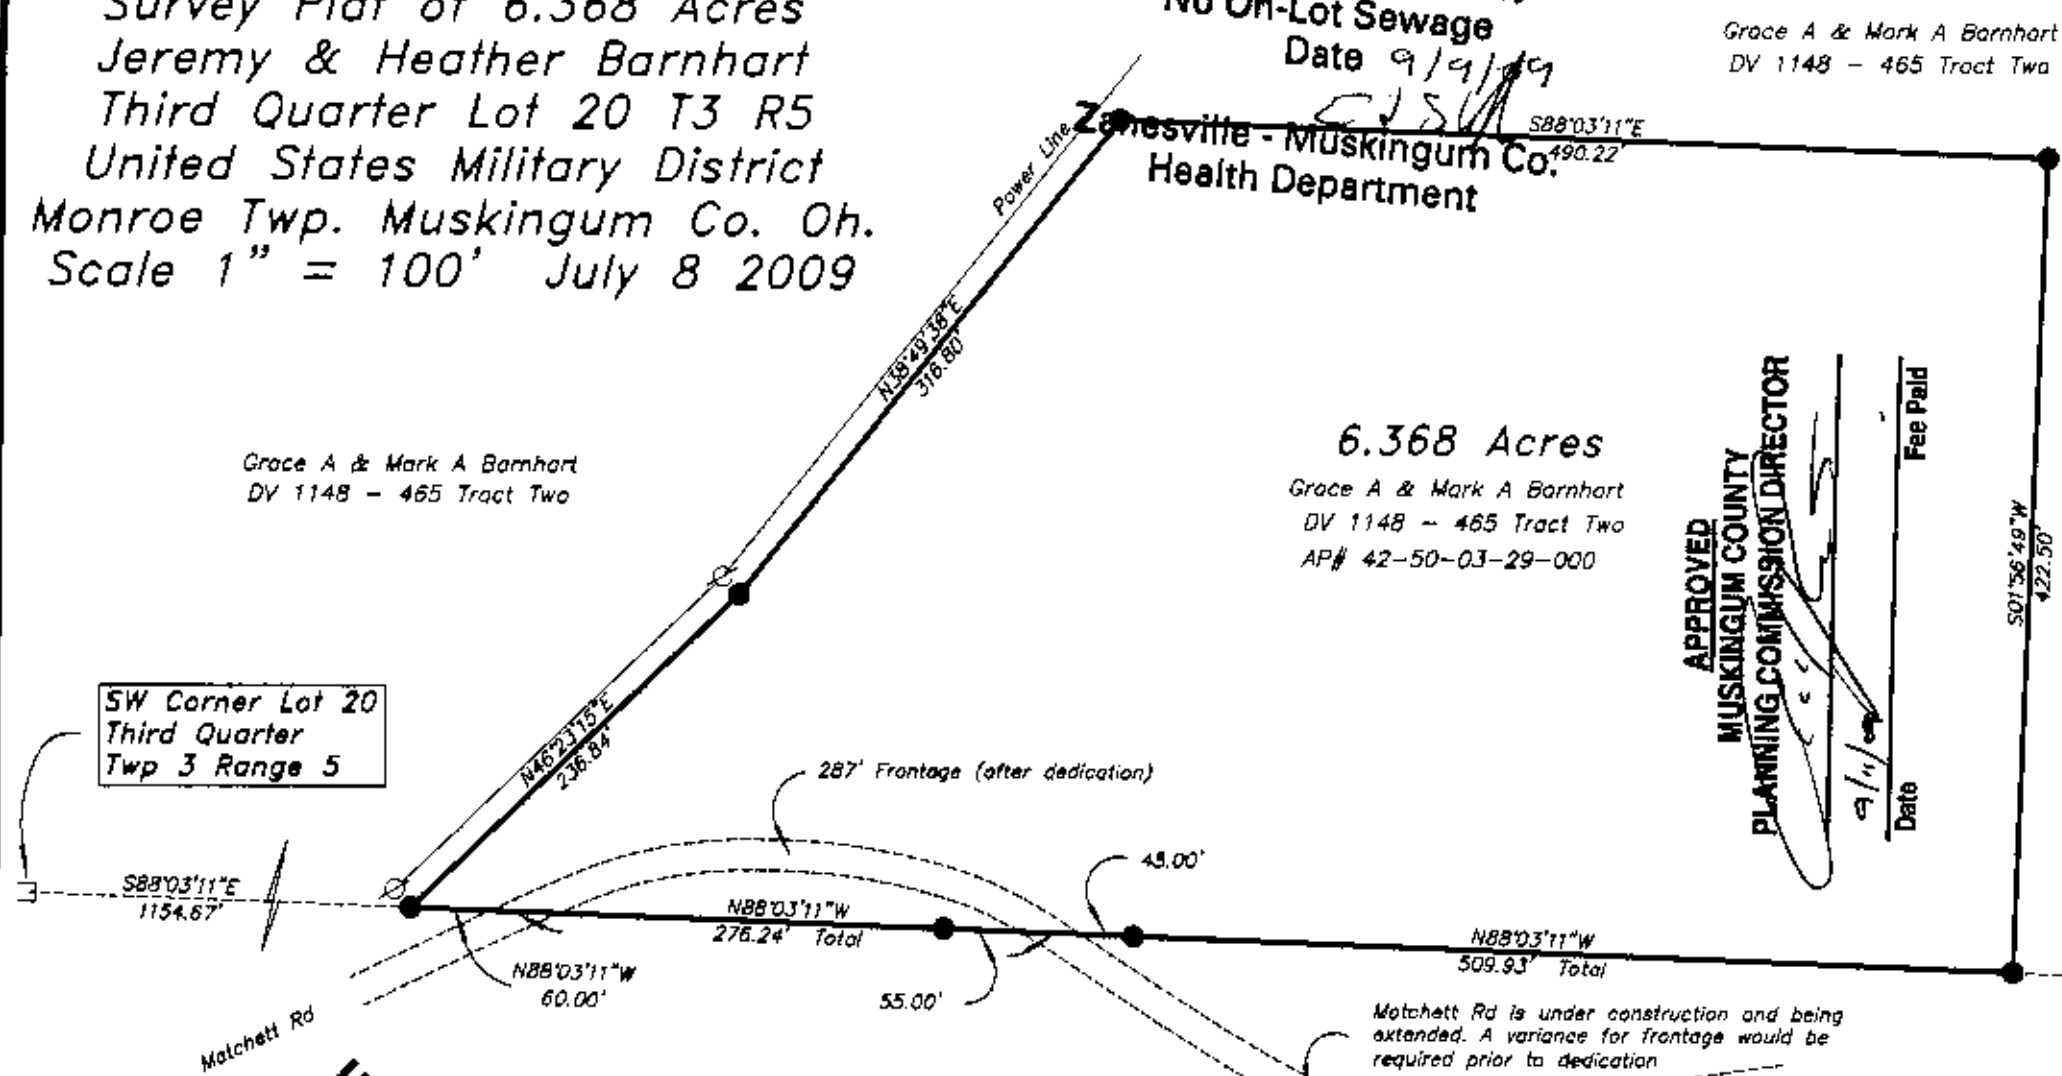 Survey Plat of 6.368 Acres
Jeremy & Heather Barnhart
Third Quarter Lot 20 T3 R5
United States Military District
Monroe Twp. Muskingum Co. Oh.
Scale 1" = 100' July 8 2009
No On-Lot Sewage
Date 9/9/09
Zanesville - Muskingum Co.
Health Department
Grace A & Mark A Barnhart
DV 1148 - 465 Tract Two
S88°03'11"E
490.22'
Power Line
N38°49'38"E
316.80'
Grace A & Mark A Barnhart
DV 1148 - 465 Tract Two
6.368 Acres
Grace A & Mark A Barnhart
DV 1148 - 465 Tract Two
AP# 42-50-03-29-000
APPROVED
MUSKINGUM COUNTY
PLANNING COMMISSION DIRECTOR
Fee Paid
Date
S01°56'49"W
422.50'
SW Corner Lot 20
Third Quarter
Twp 3 Range 5
N46°23'15"E
236.84'
287' Frontage (after dedication)
S88°03'11"E
1154.67'
N88°03'11"W
276.24' Total
N88°03'11"W
60.00'
55.00'
N88°03'11"W
509.93' Total
Matchett Rd
Matchett Rd is under construction and being
extended. A variance for frontage would be
required prior to dedication